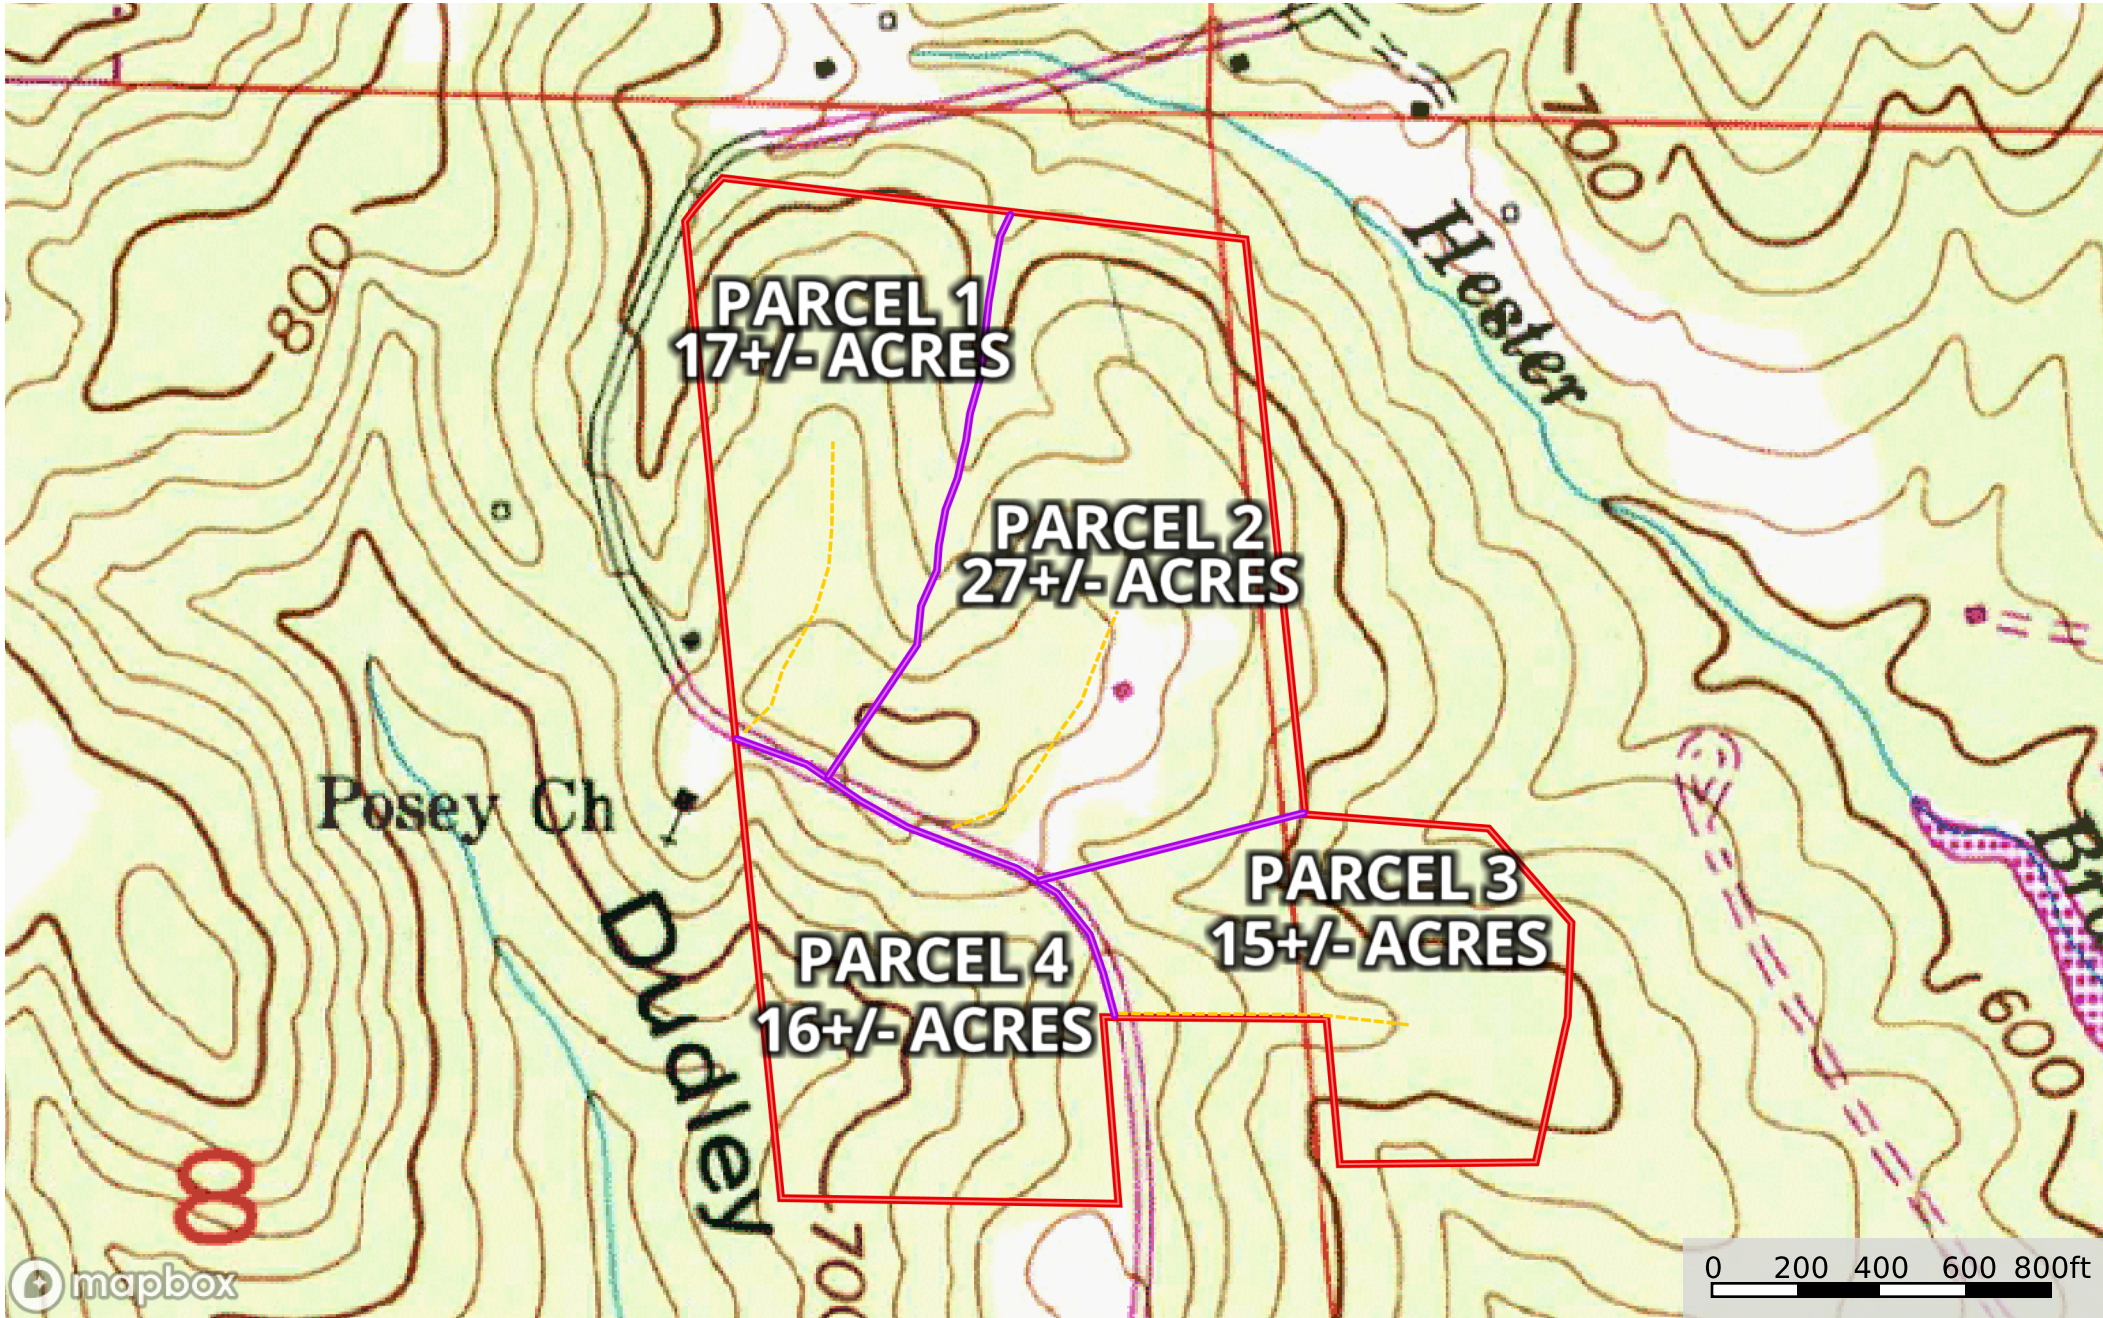 700
Hester
800
PARCEL 1
17+/- ACRES
PARCEL 2
27+/- ACRES
Posey Ch
PARCEL 3
15+/- ACRES
Dudley
PARCEL 4
16+/- ACRES
600
8
700
mapbox
0 200 400 600 800ft